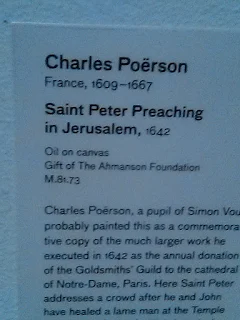 Charles Poërson
France, 1609–1667
Saint Peter Preaching
in Jerusalem, 1642
Oil on canvas
Gift of The Ahmanson Foundation
M.81.73
Charles Poërson, a pupil of Simon Vou
probably painted this as a commemora
tive copy of the much larger work he
executed in 1642 as the annual donation
of the Goldsmiths' Guild to the cathedral
of Notre-Dame, Paris. Here Saint Peter
addresses a crowd after he and John
have healed a lame man at the Temple